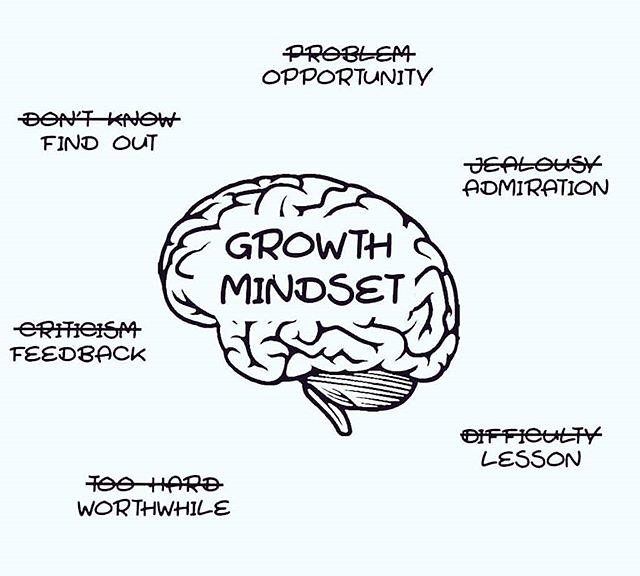 PROBLEM
OPPORTUNITY
DON'T KNOW
FIND OUT
JEALOUSY
ADMIRATION
GROWTH
MINDSET
CRITICISM
FEEDBACK
DIFFICULTY
LESSON
TOO HARD
WORTHWHILE